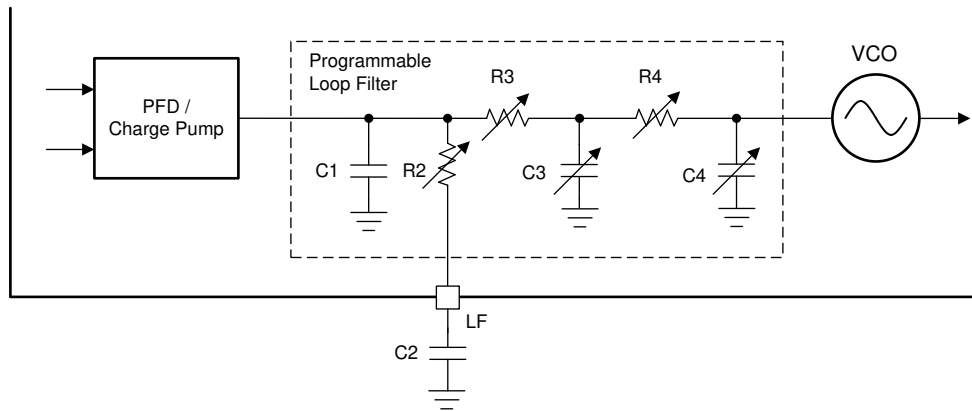 Programmable
Loop Filter
VCO
R3
R4
PFD /
Charge Pump
C1
R2
C3
C4
LF
C2